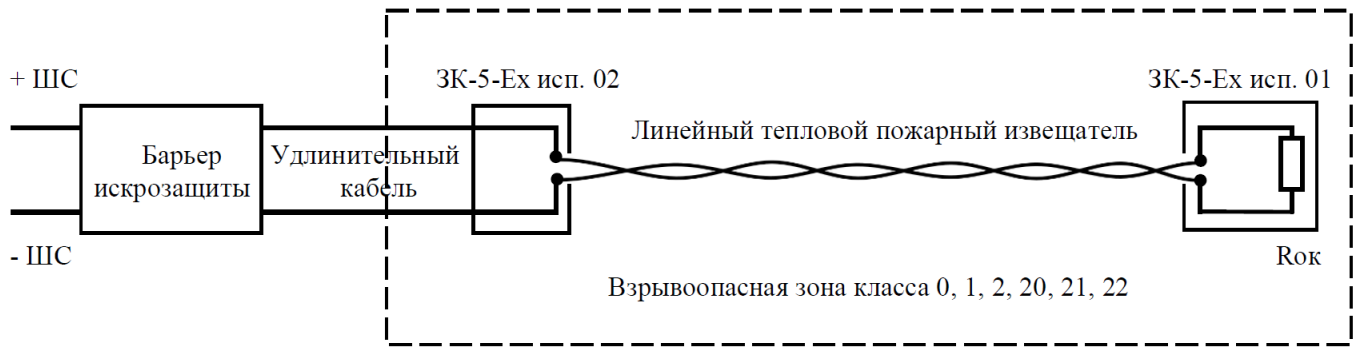 + ШС
ЗК-5-Ех исп. 02
ЗК-5-Ех исп. 01
Линейный тепловой пожарный извещатель
Барьер
искрозащиты
Удлинительный
кабель
- ШС
Rок
Взрывоопасная зона класса 0, 1, 2, 20, 21, 22